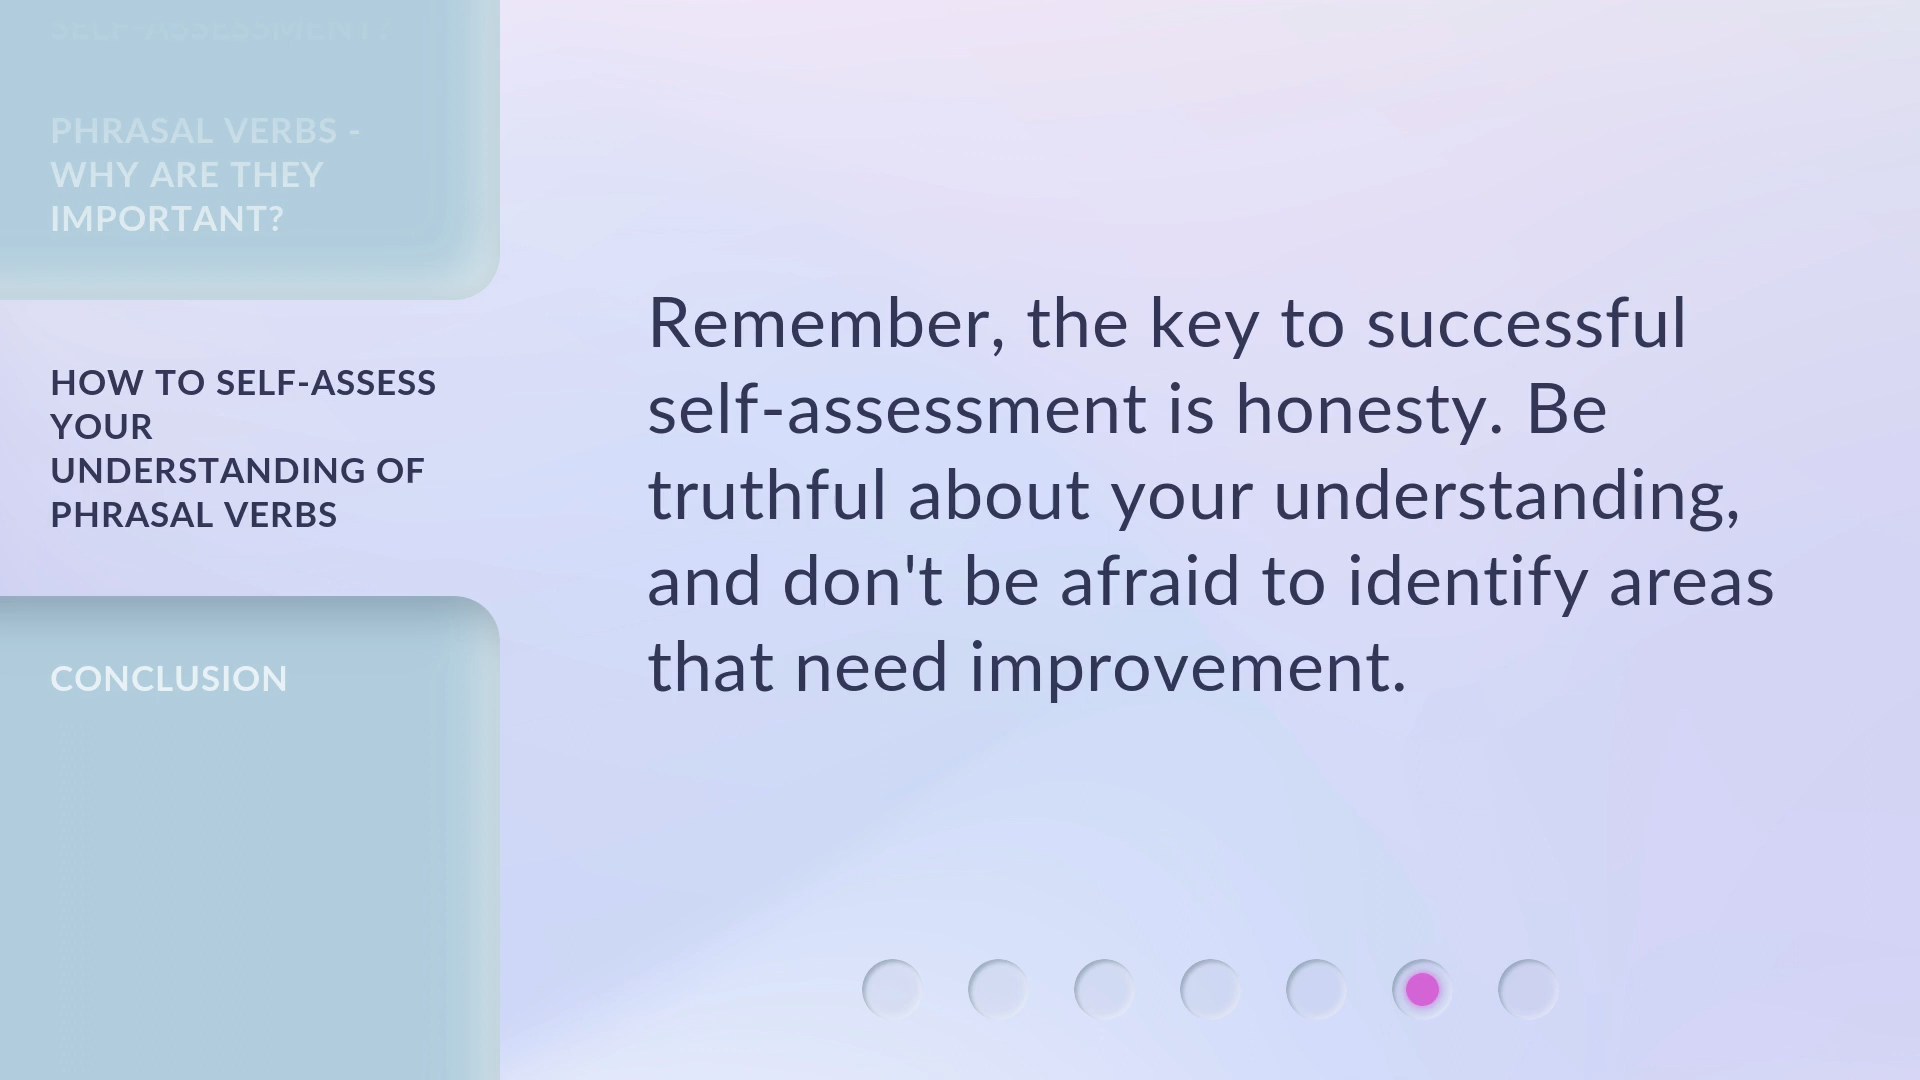 SELF-ASSESSMENT?
PHRASAL VERBS -
WHY ARE THEY
IMPORTANT?
HOW TO SELF-ASSESS
YOUR
UNDERSTANDING OF
PHRASAL VERBS
CONCLUSION
Remember, the key to successful
self-assessment is honesty. Be
truthful about your understanding,
and don't be afraid to identify areas
that need improvement.